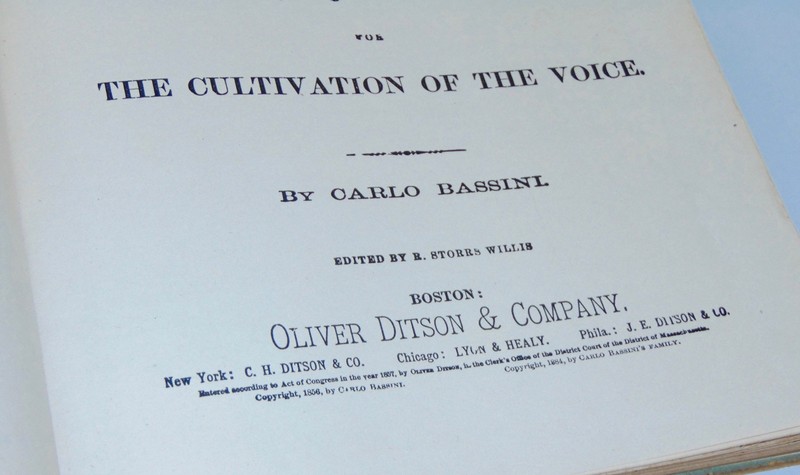 FOR
THE CULTIVATION OF THE VOICE.
BY CARLO BASSINI.
EDITED BY R. STORRS WILLIS
BOSTON:
OLIVER DITSON & COMPANY.
New York: C. H. DITSON & CO. Chicago: LYON & HEALY. Phila.: J. E. DITSON & CO.
Entered according to Act of Congress in the year 1857, by OLIVER DITSON, in the Clerk's Office of the District Court of the District of Massachusetts.
Copyright, 1856, by CARLO BASSINI. Copyright, 1884, by CARLO BASSINI'S FAMILY.